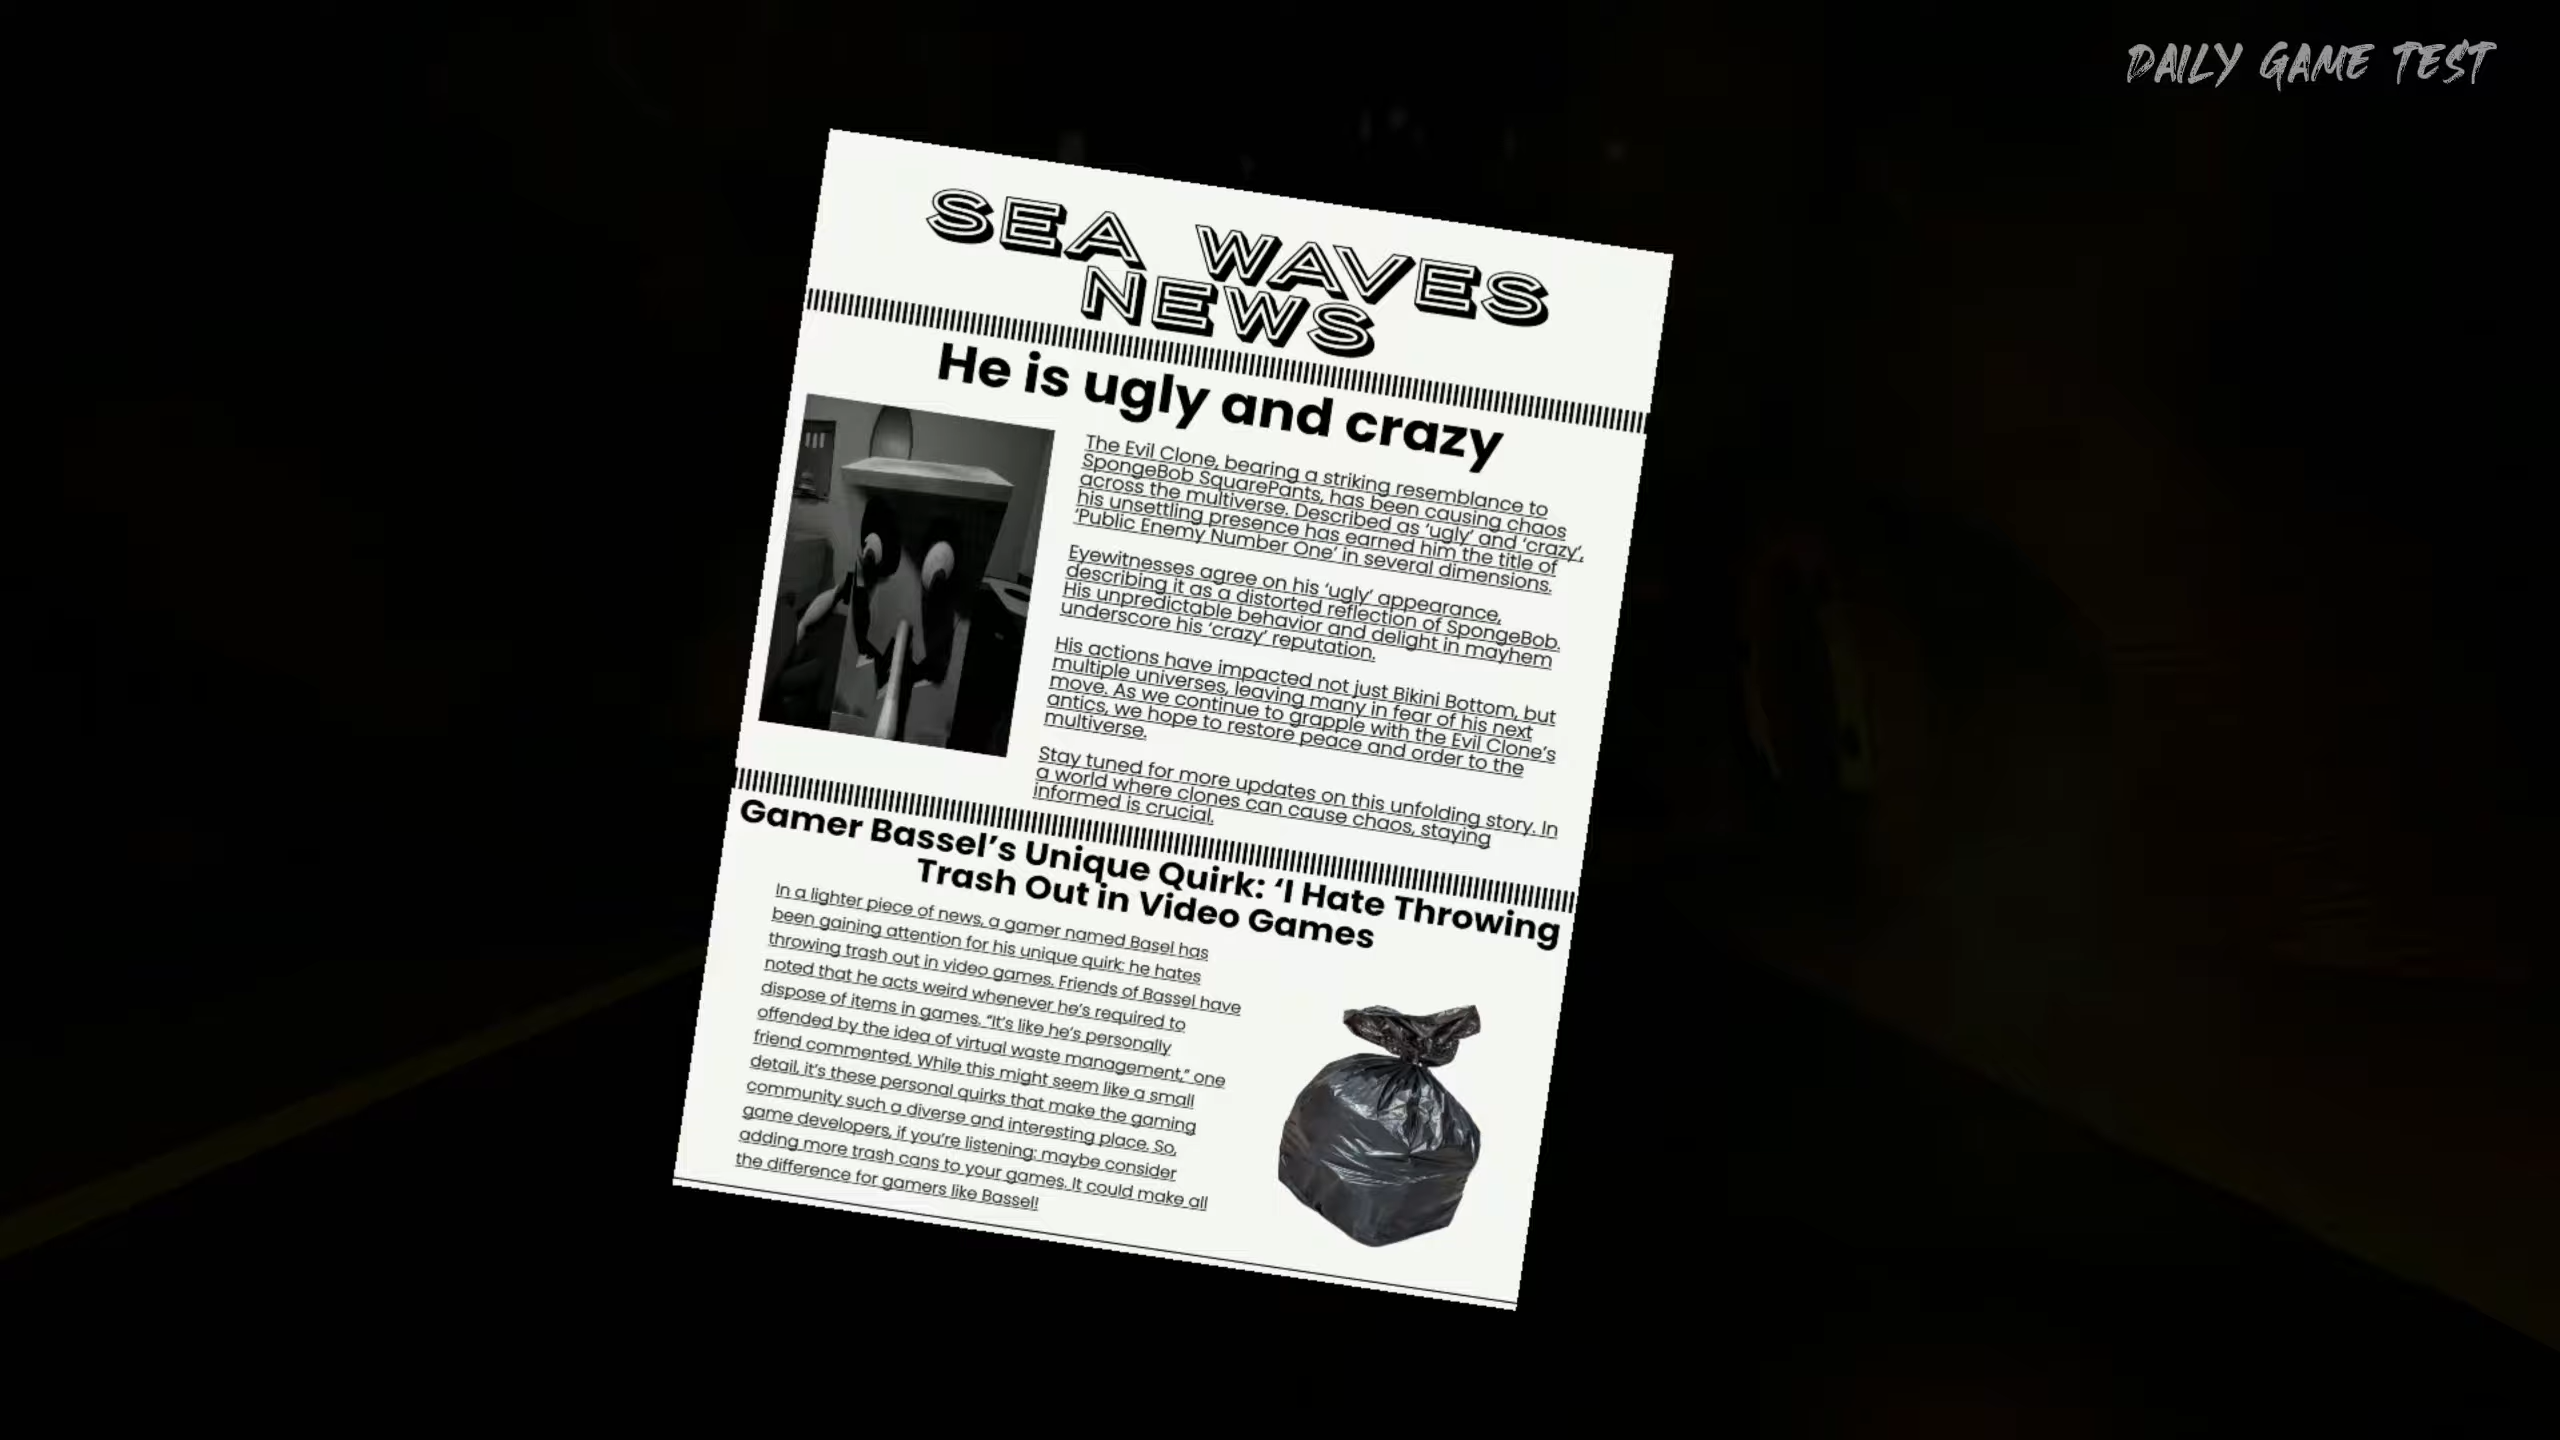 DAILY GAME TEST
SEA WAVES
NEWS
He is ugly and crazy
The Evil Clone, bearing a striking resemblance to
SpongeBob SquarePants, has been causing chaos
across the multiverse. Described as ‘ugly’ and ‘crazy’,
his unsettling presence has earned him the title of
‘Public Enemy Number One’ in several dimensions.
Eyewitnesses agree on his ‘ugly’ appearance,
describing it as a distorted reflection of SpongeBob.
His unpredictable behavior and delight in mayhem
underscore his ‘crazy’ reputation.
His actions have impacted not just Bikini Bottom, but
multiple universes, leaving many in fear of his next
move. As we continue to grapple with the Evil Clone’s
antics, we hope to restore peace and order to the
multiverse.
Stay tuned for more updates on this unfolding story. In
a world where clones can cause chaos, staying
informed is crucial.
Gamer Bassel’s Unique Quirk: ‘I Hate Throwing
Trash Out in Video Games
In a lighter piece of news, a gamer named Basel has
been gaining attention for his unique quirk: he hates
throwing trash out in video games. Friends of Bassel have
noted that he acts weird whenever he’s required to
dispose of items in games. “It’s like he’s personally
offended by the idea of virtual waste management,” one
friend commented. While this might seem like a small
detail, it’s these personal quirks that make the gaming
community such a diverse and interesting place. So,
game developers, if you’re listening: maybe consider
adding more trash cans to your games. It could make all
the difference for gamers like Bassel!